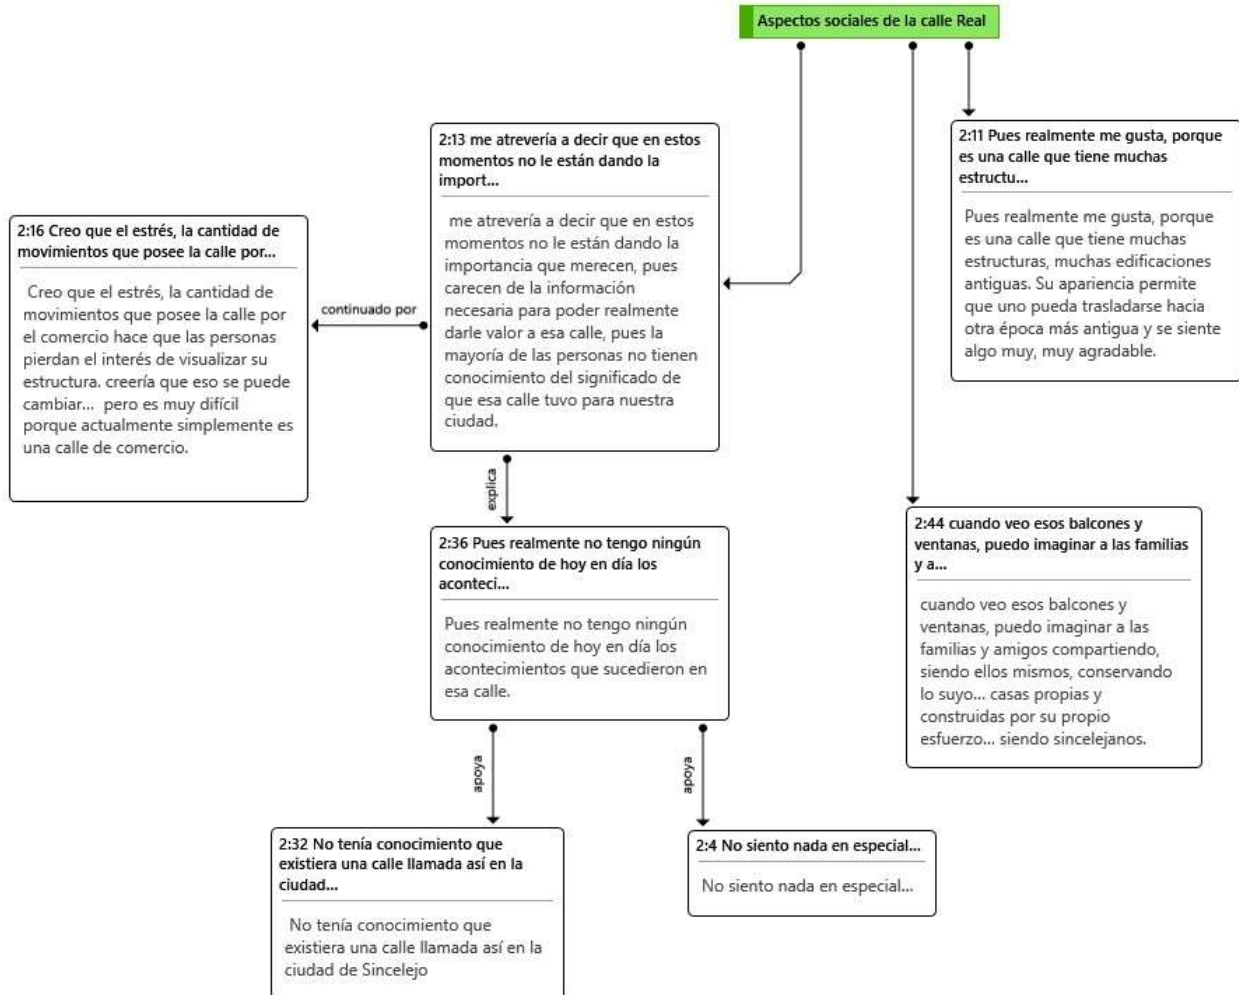 Aspectos sociales de la calle Real
2:13 me atrevería a decir que en estos
momentos no le están dando la
import...
me atrevería a decir que en estos
momentos no le están dando la
importancia que merecen, pues
carecen de la información
necesaria para poder realmente
darle valor a esa calle, pues la
mayoría de las personas no tienen
conocimiento del significado de
que esa calle tuvo para nuestra
ciudad.
2:11 Pues realmente me gusta, porque
es una calle que tiene muchas
estructu...
Pues realmente me gusta, porque
es una calle que tiene muchas
estructuras, muchas edificaciones
antiguas. Su apariencia permite
que uno pueda trasladarse hacia
otra época más antigua y se siente
algo muy, muy agradable.
2:16 Creo que el estrés, la cantidad de
movimientos que posee la calle por...
Creo que el estrés, la cantidad de
movimientos que posee la calle por
el comercio hace que las personas
pierdan el interés de visualizar su
estructura. creería que eso se puede
cambiar... pero es muy difícil
porque actualmente simplemente es
una calle de comercio.
continuado por
explica
2:36 Pues realmente no tengo ningún
conocimiento de hoy en día los
aconteci...
Pues realmente no tengo ningún
conocimiento de hoy en día los
acontecimientos que sucedieron en
esa calle.
2:44 cuando veo esos balcones y
ventanas, puedo imaginar a las familias
y a...
cuando veo esos balcones y
ventanas, puedo imaginar a las
familias y amigos compartiendo,
siendo ellos mismos, conservando
lo suyo... casas propias y
construidas por su propio
esfuerzo... siendo sincelejanos.
apoya
apoya
2:32 No tenía conocimiento que
existiera una calle llamada así en la
ciudad...
No tenía conocimiento que
existiera una calle llamada así en la
ciudad de Sincelejo
2:4 No siento nada en especial...
No siento nada en especial...